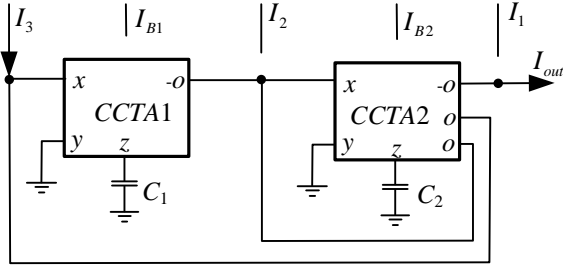 I3 IB1 I2 IB2 I1
Iout
x -o x -o
CCTA1 CCTA2 o
y z y z o
C1 C2